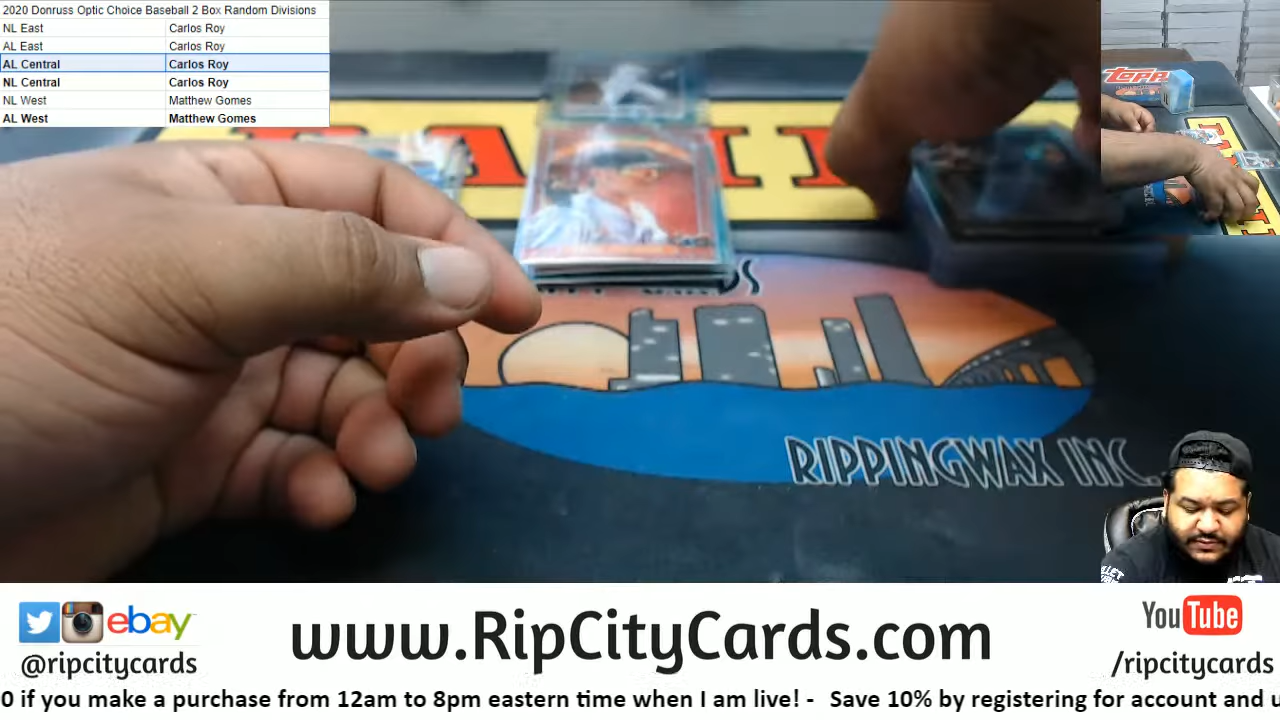 2020 Donruss Optic Choice Baseball 2 Box Random Divisions
NL East Carlos Roy
AL East Carlos Roy
AL Central Carlos Roy
NL Central Carlos Roy
NL West Matthew Gomes
AL West Matthew Gomes
TOPP
RIPPINGWAX INC.
ebay
@ripcitycards
www.RipCityCards.com
YouTube
/ripcitycards
0 if you make a purchase from 12am to 8pm eastern time when I am live! - Save 10% by registering for account and u